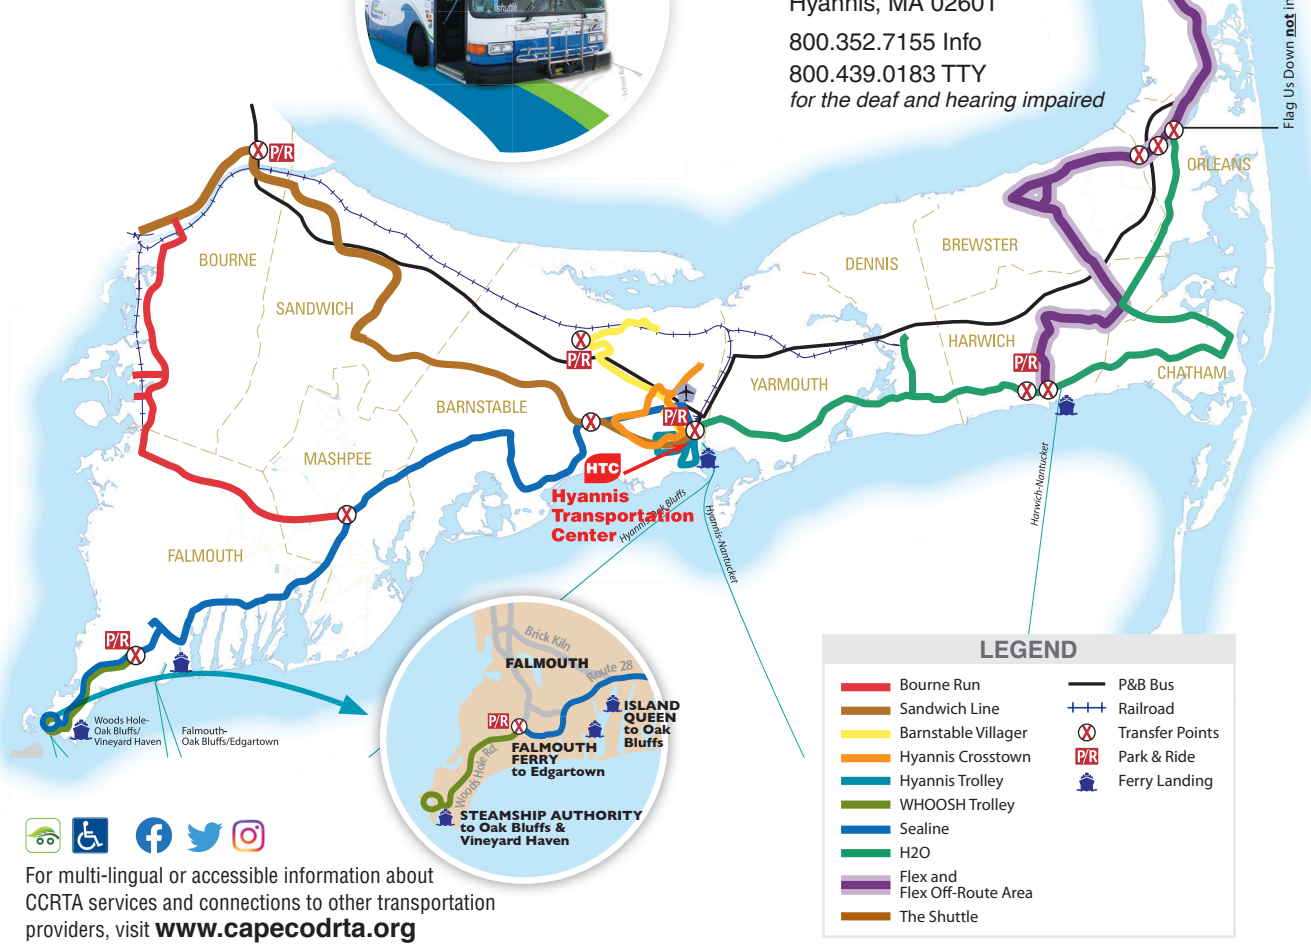 shuttle
Hyannis, MA 02601
800.352.7155 Info
800.439.0183 TTY
for the deaf and hearing impaired
Flag Us Down not in
School Rd.
P/R
ORLEANS
BREWSTER
DENNIS
BOURNE
SANDWICH
HARWICH
P/R
P/R
CHATHAM
YARMOUTH
BARNSTABLE
P/R
MASHPEE
HTC
Hyannis
Transportation
Center
Hyannis-Oak Bluffs
Hyannis-Nantucket
Harwich-Nantucket
FALMOUTH
P/R
Woods Hole-
Oak Bluffs/
Vineyard Haven
Falmouth-
Oak Bluffs/Edgartown
Brick Kiln
FALMOUTH
Route 28
ISLAND
QUEEN
to Oak
Bluffs
P/R
FALMOUTH
FERRY
to Edgartown
Woods Hole Rd.
STEAMSHIP AUTHORITY
to Oak Bluffs &
Vineyard Haven
LEGEND
Bourne Run
Sandwich Line
Barnstable Villager
Hyannis Crosstown
Hyannis Trolley
WHOOSH Trolley
Sealine
H2O
Flex and
Flex Off-Route Area
The Shuttle
P&B Bus
Railroad
Transfer Points
P/R Park & Ride
Ferry Landing
For multi-lingual or accessible information about
CCRTA services and connections to other transportation
providers, visit www.capecodrta.org